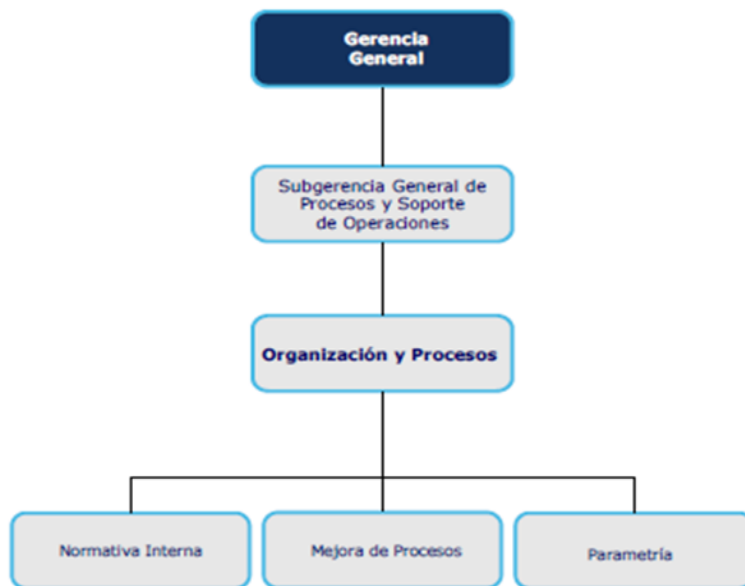 Gerencia
General
Subgerencia General de
Procesos y Soporte
de Operaciones
Organización y Procesos
Normativa Interna
Mejora de Procesos
Parametría